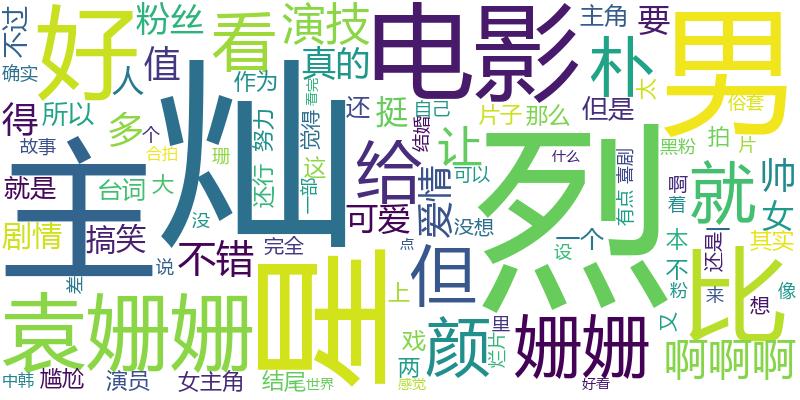 不过
粉丝
演技
主角
要
好
看
电影
男
值
真的
朴
确实
人
作为
看完
太
俗套
得
所以
努力
还
挺
自己
片子
那么
但是
多
觉得
结婚
故事
个
合拍
珊
灿
烈
给
让
什么
喜剧
黑粉
拍
片
就是
台词
大
还行
一部
这
爱情
可以
有点
啊
着
就
帅
女
主
没
可爱
没想
剧情
搞笑
不错
完全
星
但
点
一个
设
本
不
还是
其实
比
差
说
袁姗姗
上
颜
戏
两
里
烂片
姗姗
粉
又
来
想
像
啊啊啊
中韩
尴尬
演员
女主角
结尾
世界
感觉
好看